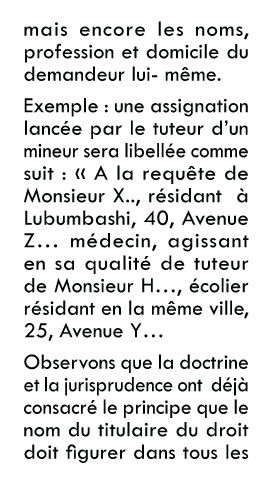 mais encore les noms,
profession et domicile du
demandeur lui- même.
Exemple : une assignation
lancée par le tuteur d’un
mineur sera libellée comme
suit : « A la requête de
Monsieur X.., résidant à
Lubumbashi, 40, Avenue
Z… médecin, agissant
en sa qualité de tuteur
de Monsieur H…, écolier
résidant en la même ville,
25, Avenue Y…
Observons que la doctrine
et la jurisprudence ont déjà
consacré le principe que le
nom du titulaire du droit
doit figurer dans tous les